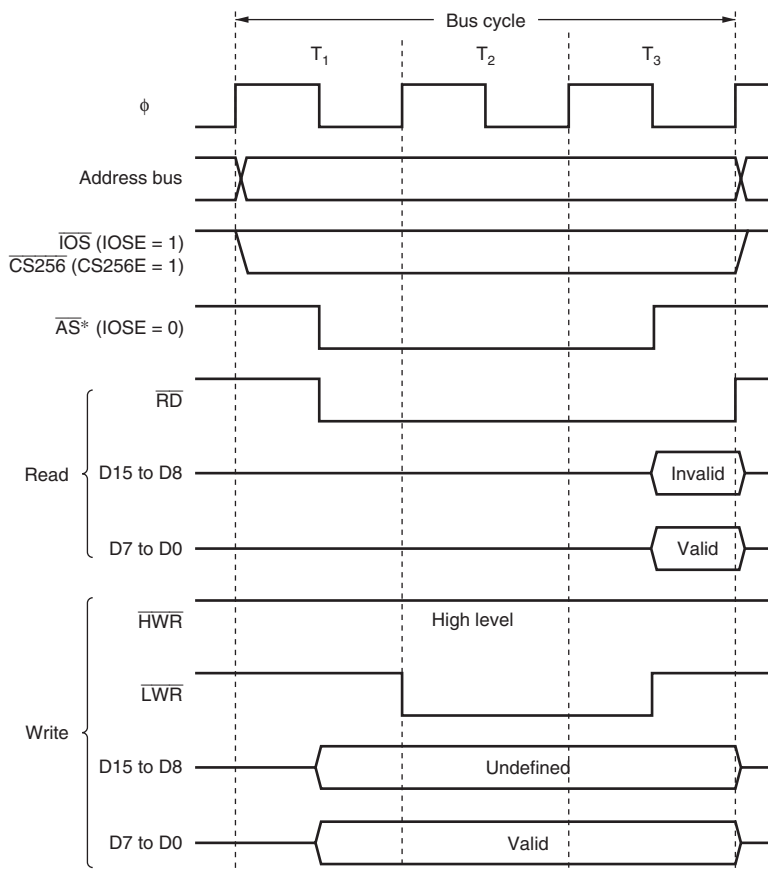 Bus cycle
T1 T2 T3
ϕ
Address bus
IOS (IOSE = 1)
CS256 (CS256E = 1)
AS* (IOSE = 0)
RD
Read
D15 to D8
Invalid
D7 to D0
Valid
HWR
High level
LWR
Write
D15 to D8
Undefined
D7 to D0
Valid